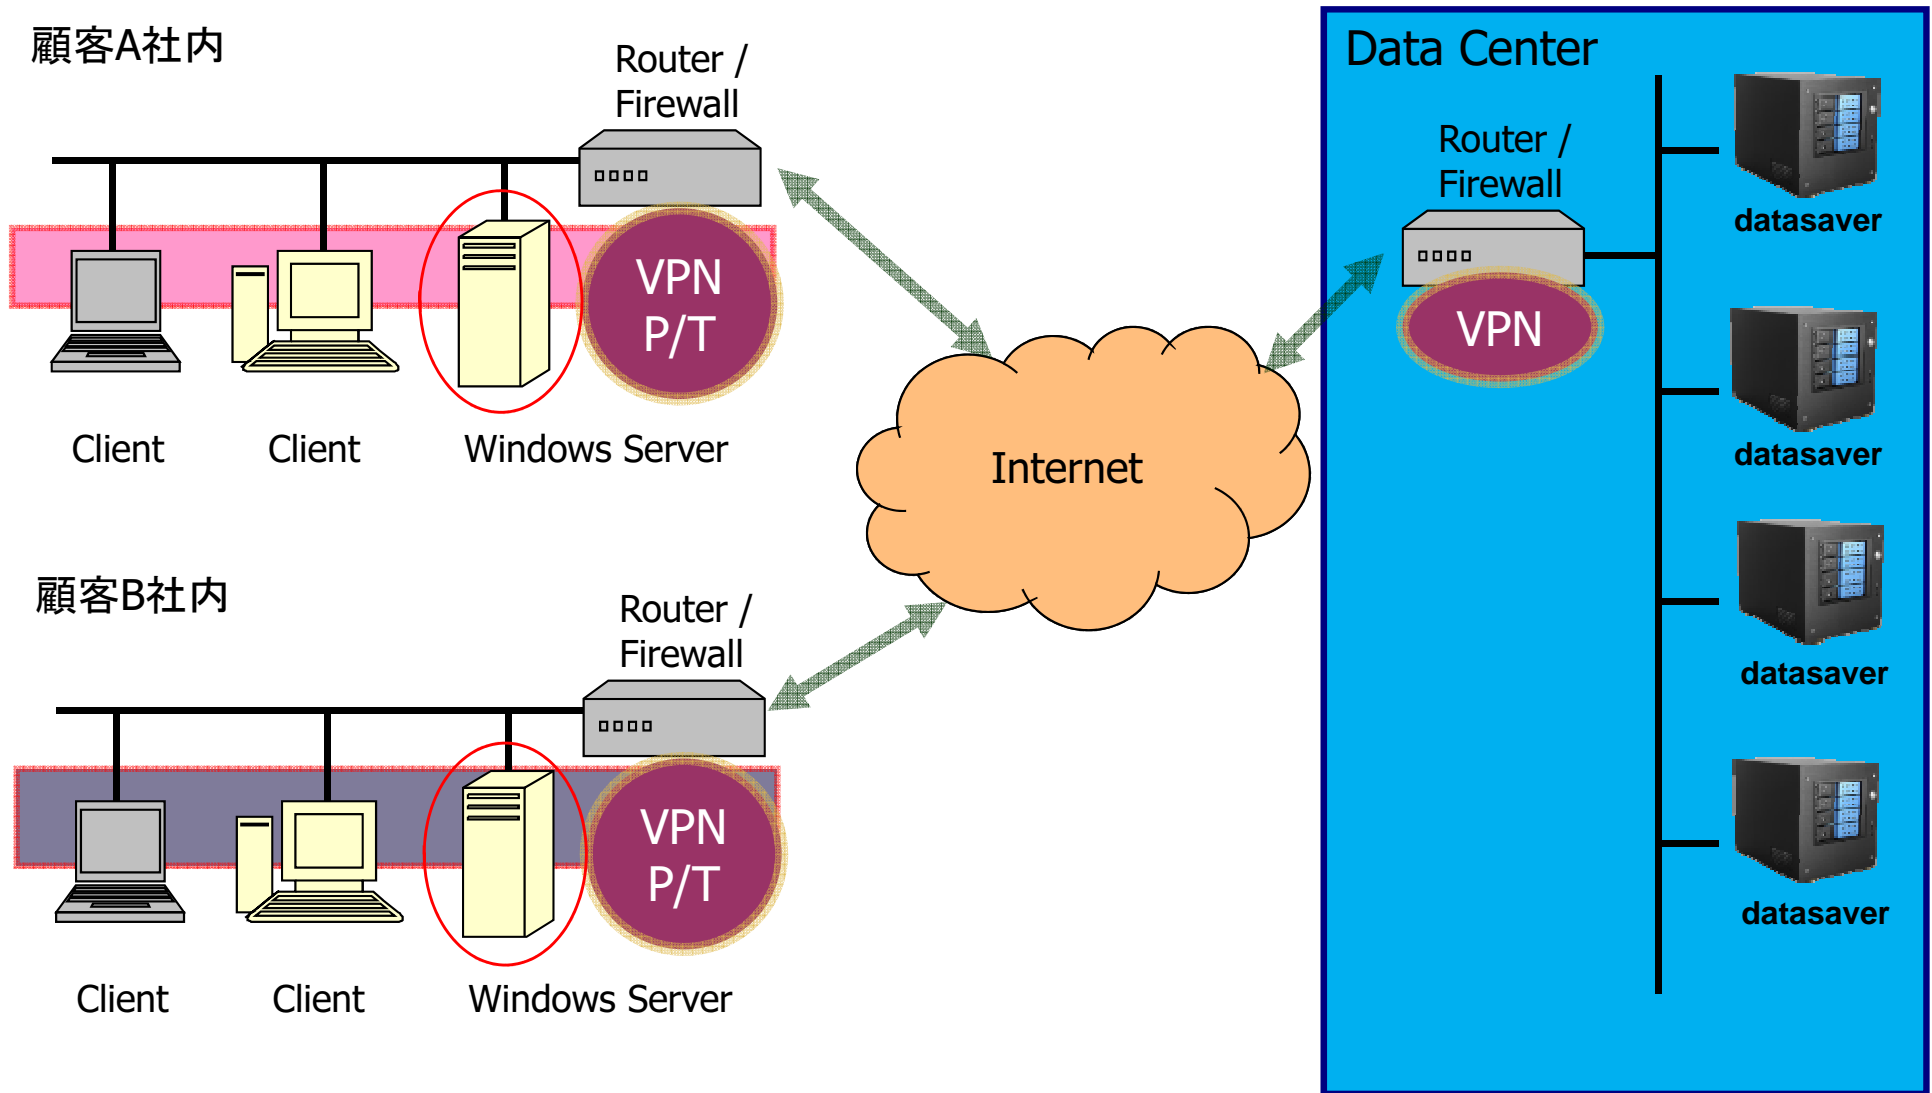 顧客A社内
Router /
Firewall
VPN
P/T
Client
Client
Windows Server
顧客B社内
Router /
Firewall
VPN
P/T
Client
Client
Windows Server
Internet
Data Center
Router /
Firewall
VPN
datasaver
datasaver
datasaver
datasaver